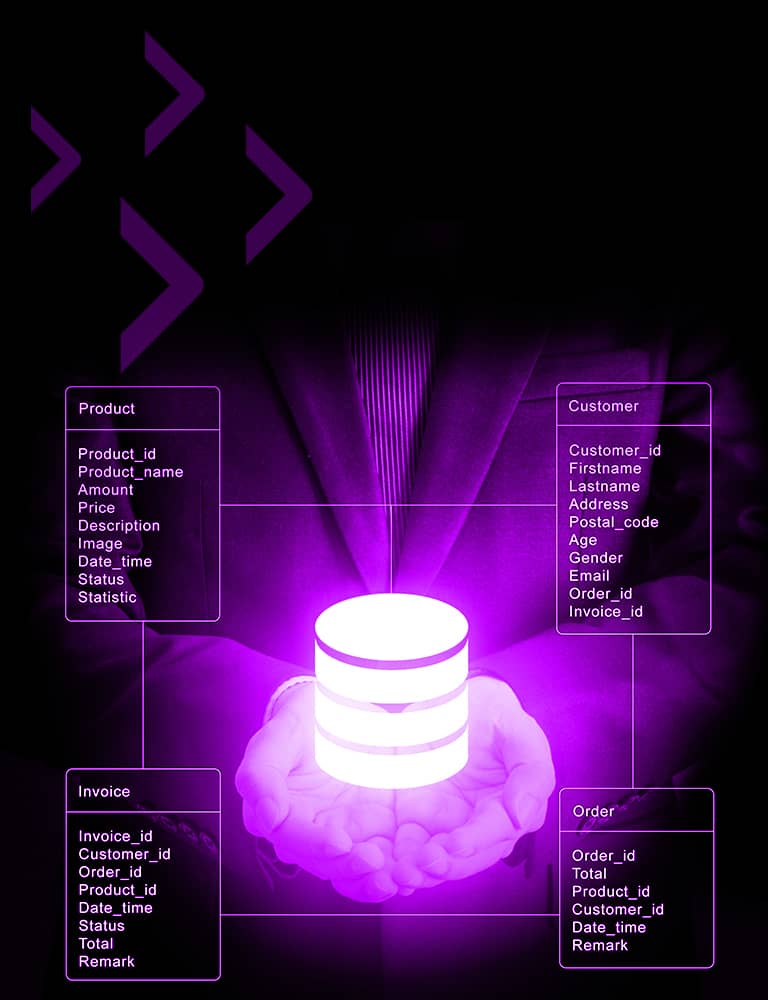 Product
Product_id
Product_name
Amount
Price
Description
Image
Date_time
Status
Statistic
Customer
Customer_id
Firstname
Lastname
Address
Postal_code
Age
Gender
Email
Order_id
Invoice_id
Invoice
Invoice_id
Customer_id
Order_id
Product_id
Date_time
Status
Total
Remark
Order
Order_id
Total
Product_id
Customer_id
Date_time
Remark